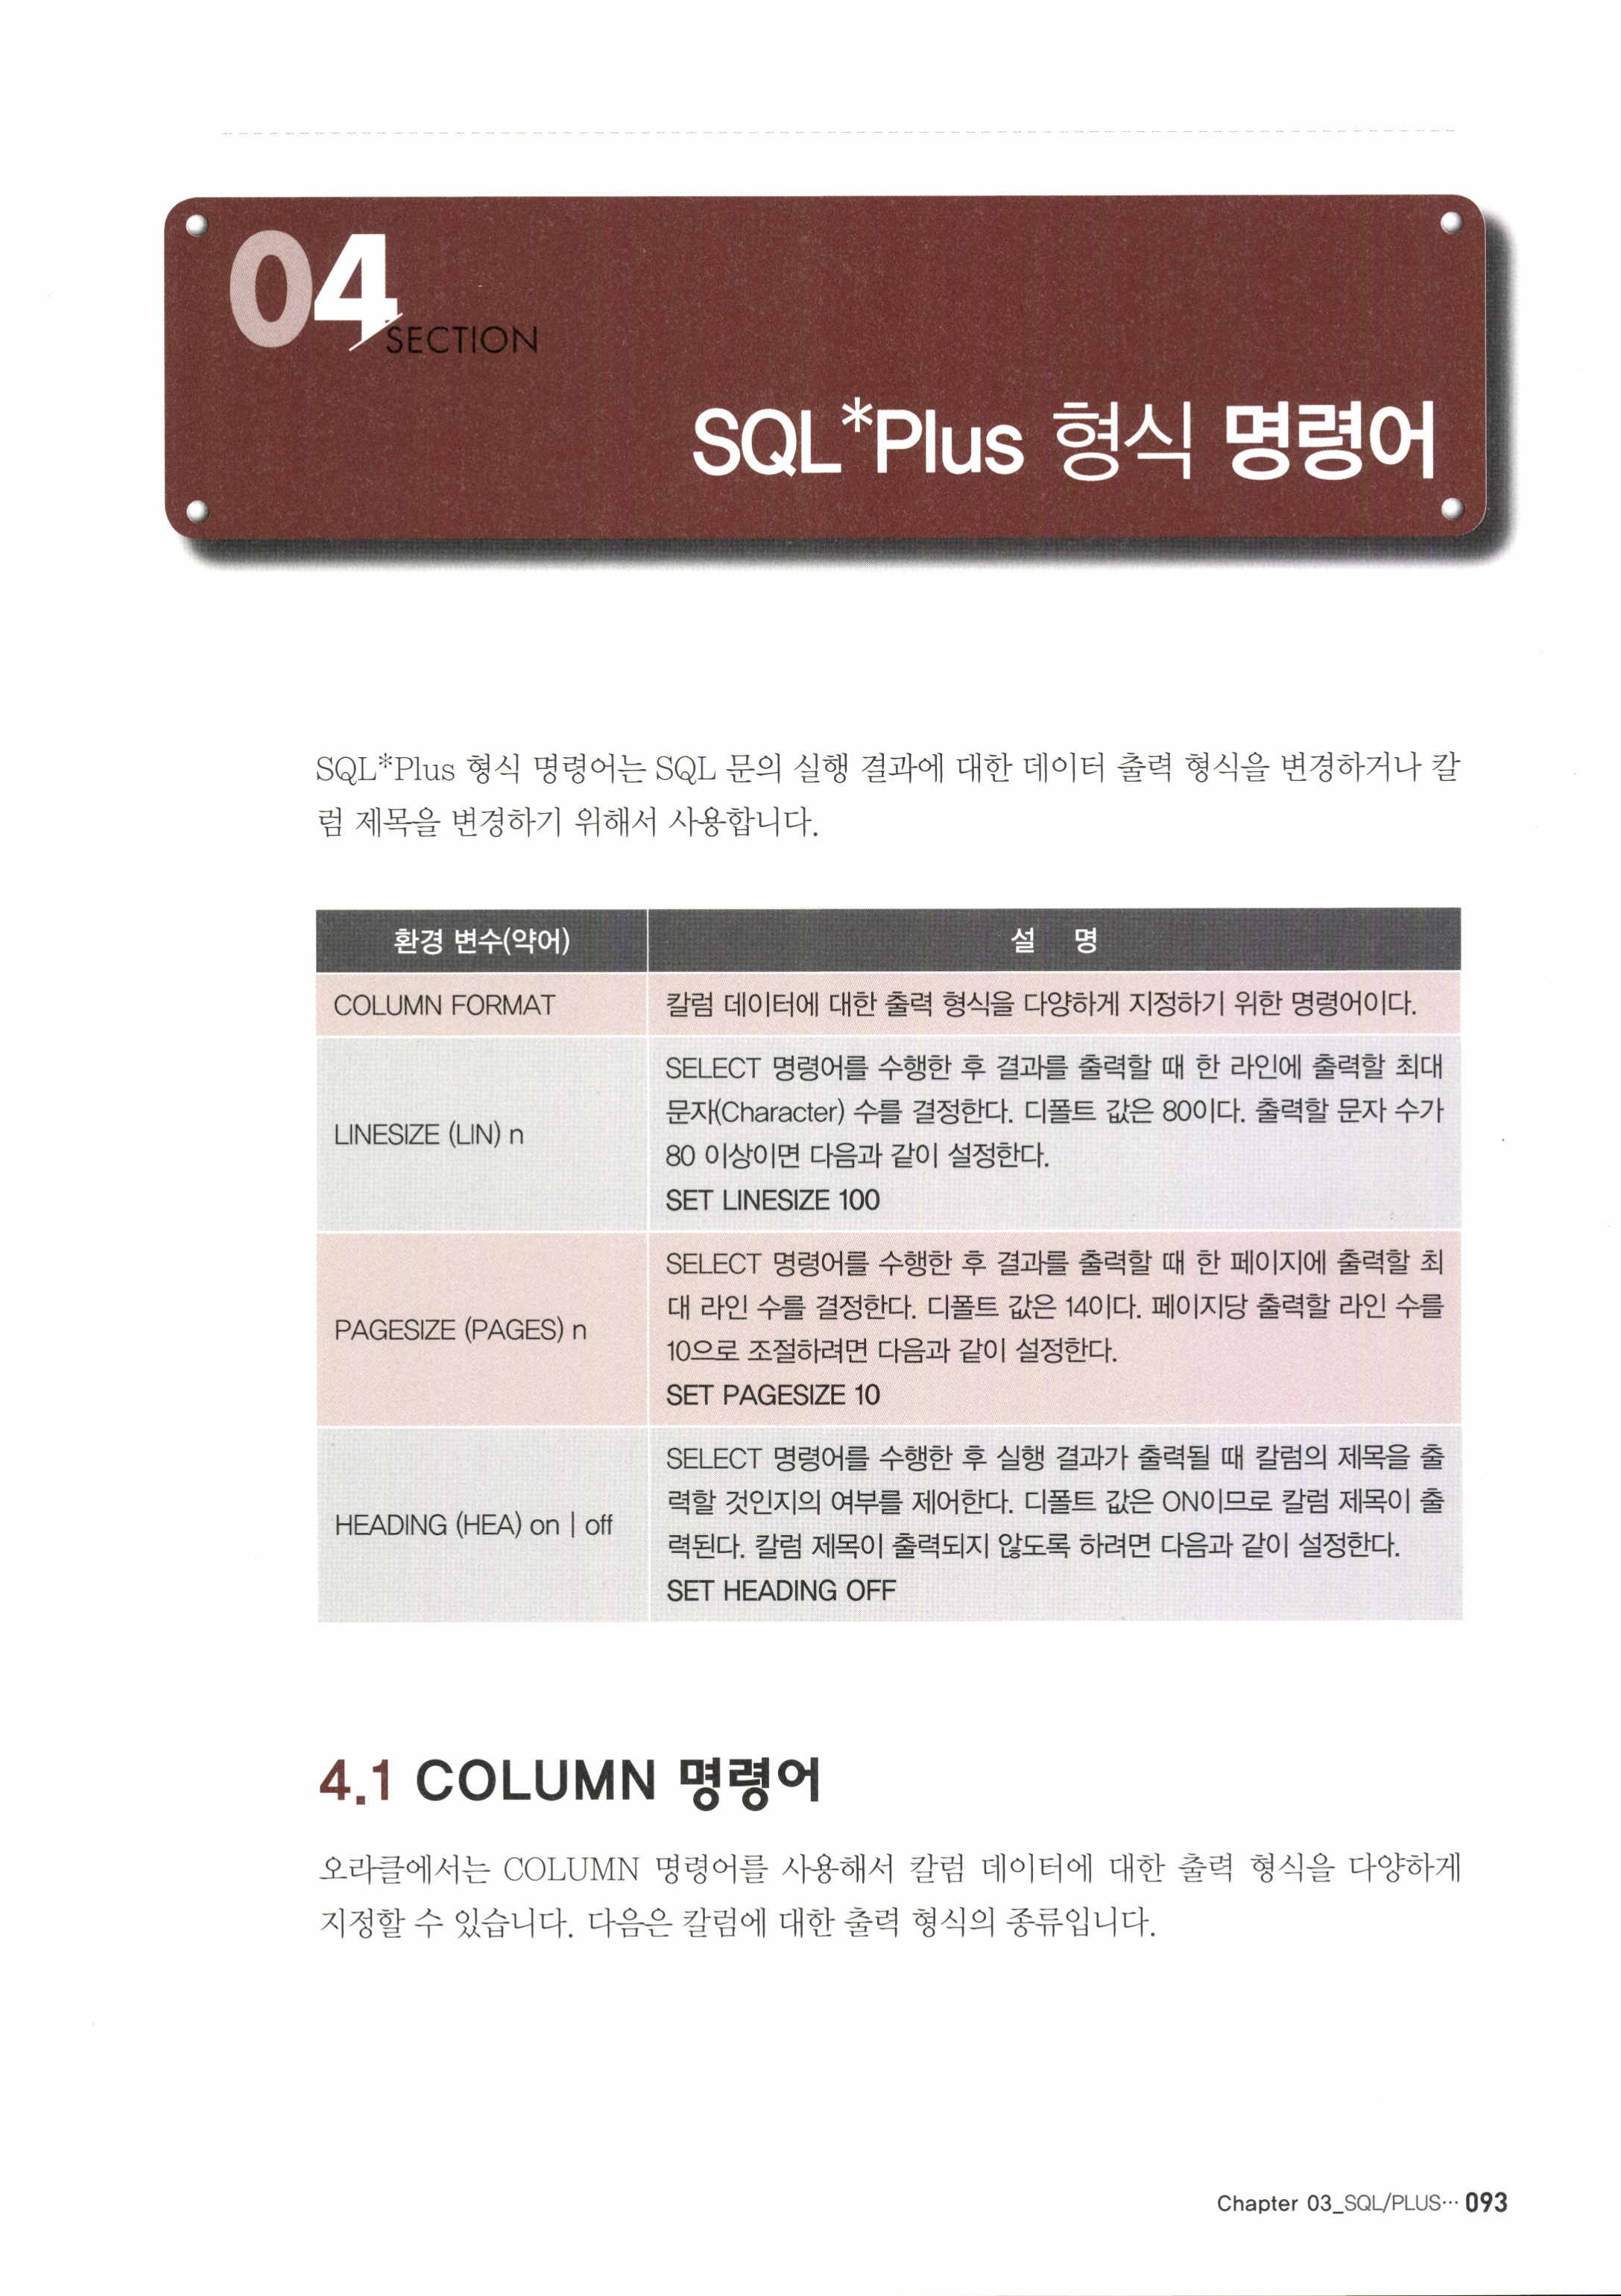 04
SECTION
SQL*Plus 형식 명령어
SQL*Plus 형식 명령어는 SQL 문의 실행 결과에 대한 데이터 출력 형식을 변경하거나 칼
럼 제목을 변경하기 위해서 사용합니다.
환경 변수(약어) 설 명
COLUMN FORMAT 칼럼 데이터에 대한 출력 형식을 다양하게 지정하기 위한 명령어이다.
LINESIZE (LIN) n
SELECT 명령어를 수행한 후 결과를 출력할 때 한 라인에 출력할 최대
문자(Character) 수를 결정한다. 디폴트 값은 80이다. 출력할 문자 수가
80 이상이면 다음과 같이 설정한다.
SET LINESIZE 100
PAGESIZE (PAGES) n
SELECT 명령어를 수행한 후 결과를 출력할 때 한 페이지에 출력할 최
대 라인 수를 결정한다. 디폴트 값은 14이다. 페이지당 출력할 라인 수를
10으로 조절하려면 다음과 같이 설정한다.
SET PAGESIZE 10
HEADING (HEA) on | off
SELECT 명령어를 수행한 후 실행 결과가 출력될 때 칼럼의 제목을 출
력할 것인지의 여부를 제어한다. 디폴트 값은 ON이므로 칼럼 제목이 출
력된다. 칼럼 제목이 출력되지 않도록 하려면 다음과 같이 설정한다.
SET HEADING OFF
4.1 COLUMN 명령어
오라클에서는 COLUMN 명령어를 사용해서 칼럼 데이터에 대한 출력 형식을 다양하게
지정할 수 있습니다. 다음은 칼럼에 대한 출력 형식의 종류입니다.
Chapter 03_SQL/PLUS… 093